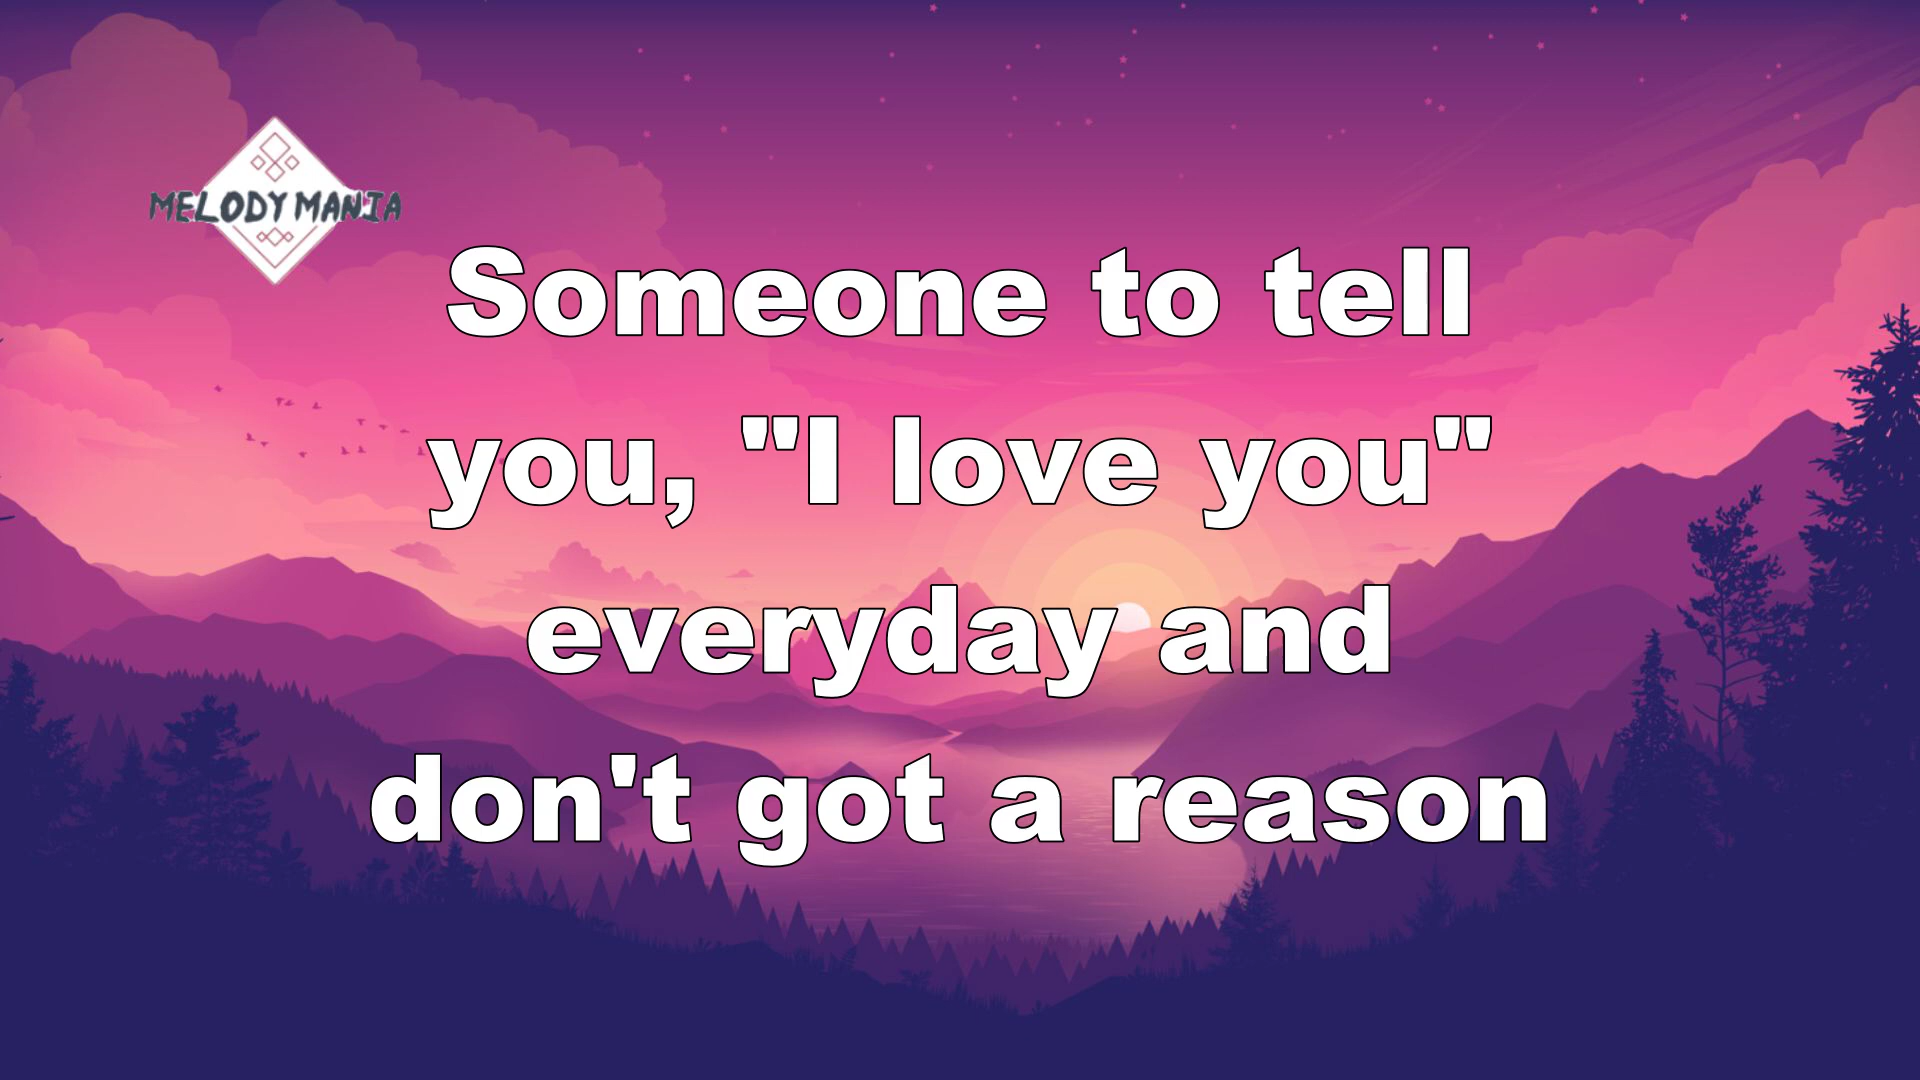 MELODY MANIA
Someone to tell
you, "I love you"
everyday and
don't got a reason